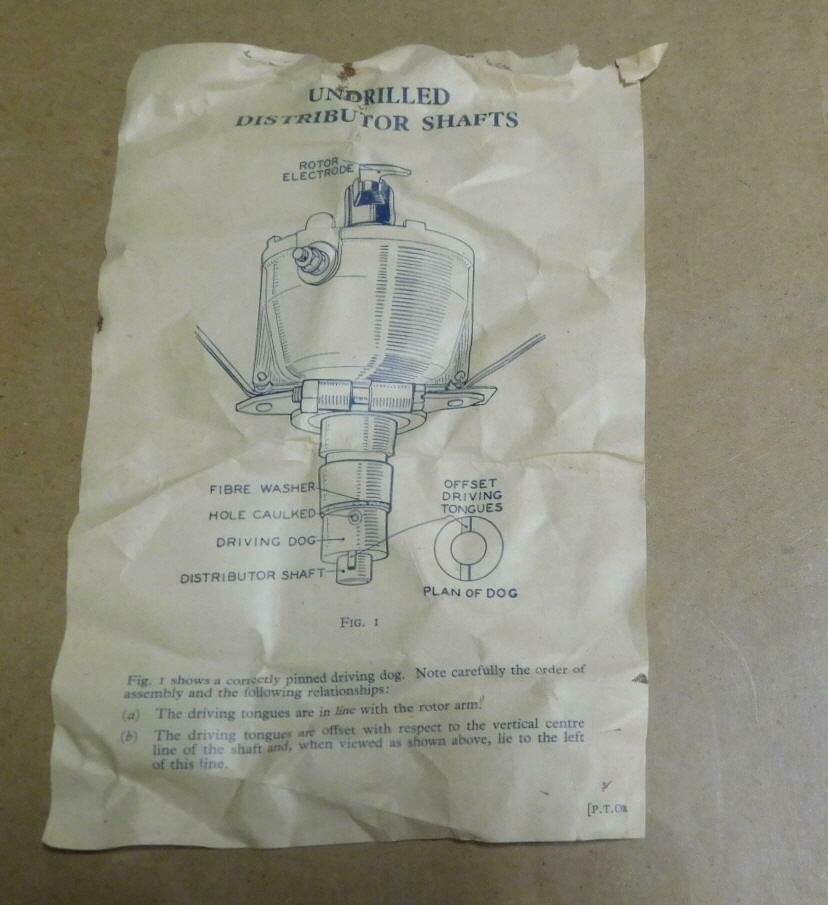 UNDRILLED
DISTRIBUTOR SHAFTS
ROTOR
ELECTRODE
FIBRE WASHER
HOLE CAULKED
DRIVING DOG
DISTRIBUTOR SHAFT
OFFSET
DRIVING
TONGUES
PLAN OF DOG
FIG. 1
Fig. 1 shows a correctly pinned driving dog. Note carefully the order of
assembly and the following relationships:
(a) The driving tongues are in line with the rotor arm.
(b) The driving tongues are offset with respect to the vertical centre
line of the shaft and, when viewed as shown above, lie to the left
of this line.
[P.T.O.